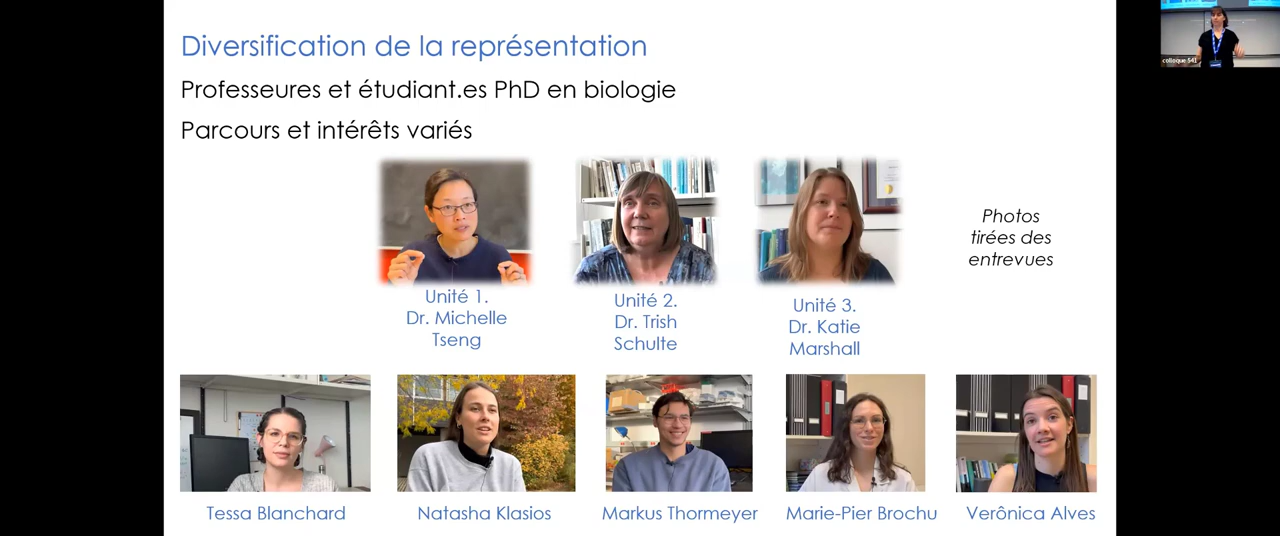 Diversification de la représentation
colloque 541
Professeures et étudiant.es PhD en biologie
Parcours et intérêts variés
Photos
tirées des
entrevues
Unité 1.
Dr. Michelle
Tseng
Unité 2.
Dr. Trish
Schulte
Unité 3.
Dr. Katie
Marshall
Tessa Blanchard
Natasha Klasios
Markus Thormeyer
Marie-Pier Brochu
Verônica Alves